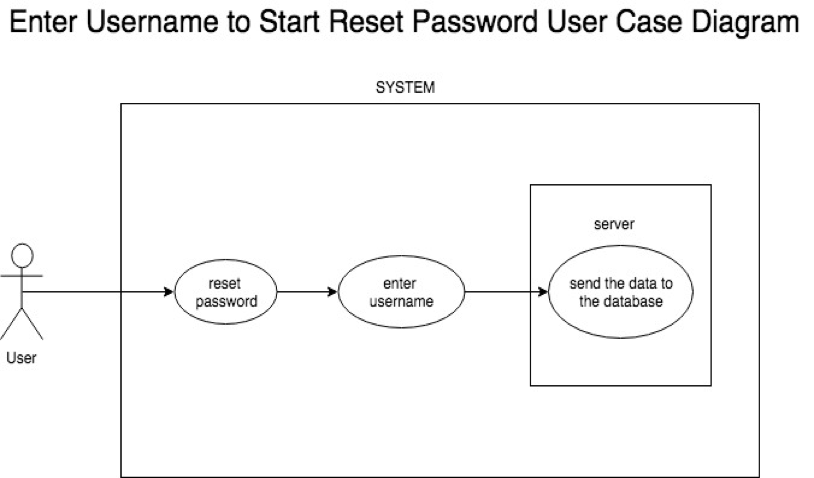 Enter Username to Start Reset Password User Case Diagram
SYSTEM
server
reset
password
enter
username
send the data to
the database
User